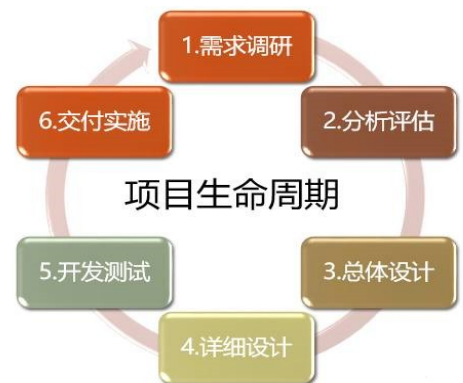 1.需求调研
2.分析评估
3.总体设计
4.详细设计
5.开发测试
6.交付实施
项目生命周期